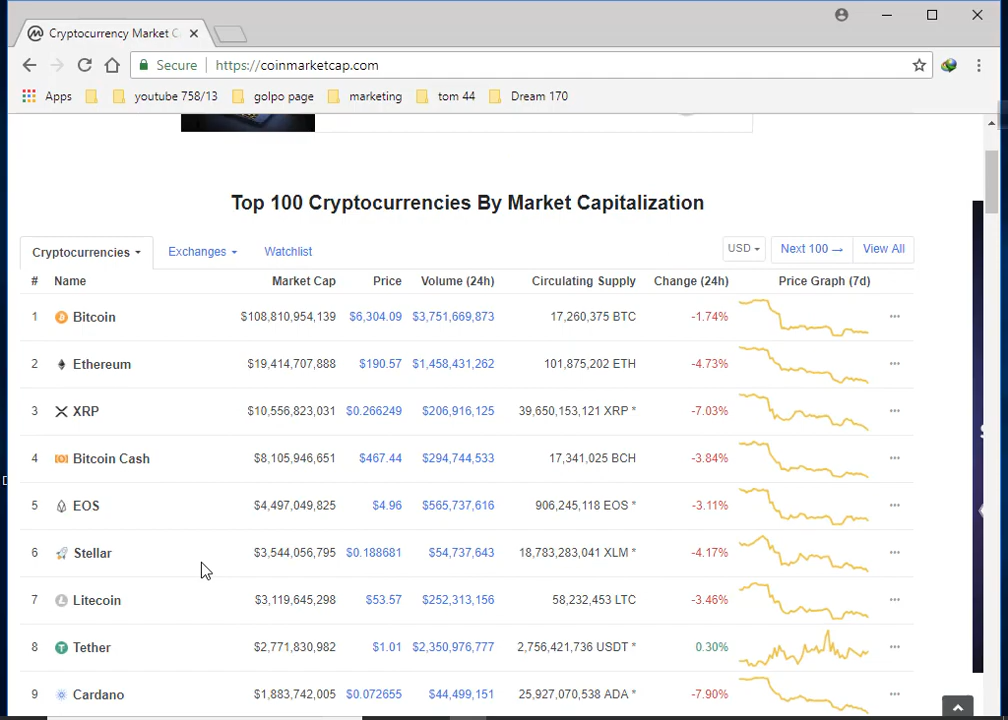 Cryptocurrency Market C
Secure https://coinmarketcap.com
Apps youtube 758/13 golpo page marketing tom 44 Dream 170
Top 100 Cryptocurrencies By Market Capitalization
Cryptocurrencies Exchanges Watchlist USD Next 100 → View All
# Name Market Cap Price Volume (24h) Circulating Supply Change (24h) Price Graph (7d)
1 Bitcoin $108,810,954,139 $6,304.09 $3,751,669,873 17,260,375 BTC -1.74%
2 Ethereum $19,414,707,888 $190.57 $1,458,431,262 101,875,202 ETH -4.73%
3 XRP $10,556,823,031 $0.266249 $206,916,125 39,650,153,121 XRP * -7.03%
4 Bitcoin Cash $8,105,946,651 $467.44 $294,744,533 17,341,025 BCH -3.84%
5 EOS $4,497,049,825 $4.96 $565,737,616 906,245,118 EOS * -3.11%
6 Stellar $3,544,056,795 $0.188681 $54,737,643 18,783,283,041 XLM * -4.17%
7 Litecoin $3,119,645,298 $53.57 $252,313,156 58,232,453 LTC -3.46%
8 Tether $2,771,830,982 $1.01 $2,350,976,777 2,756,421,736 USDT * 0.30%
9 Cardano $1,883,742,005 $0.072655 $44,499,151 25,927,070,538 ADA * -7.90%